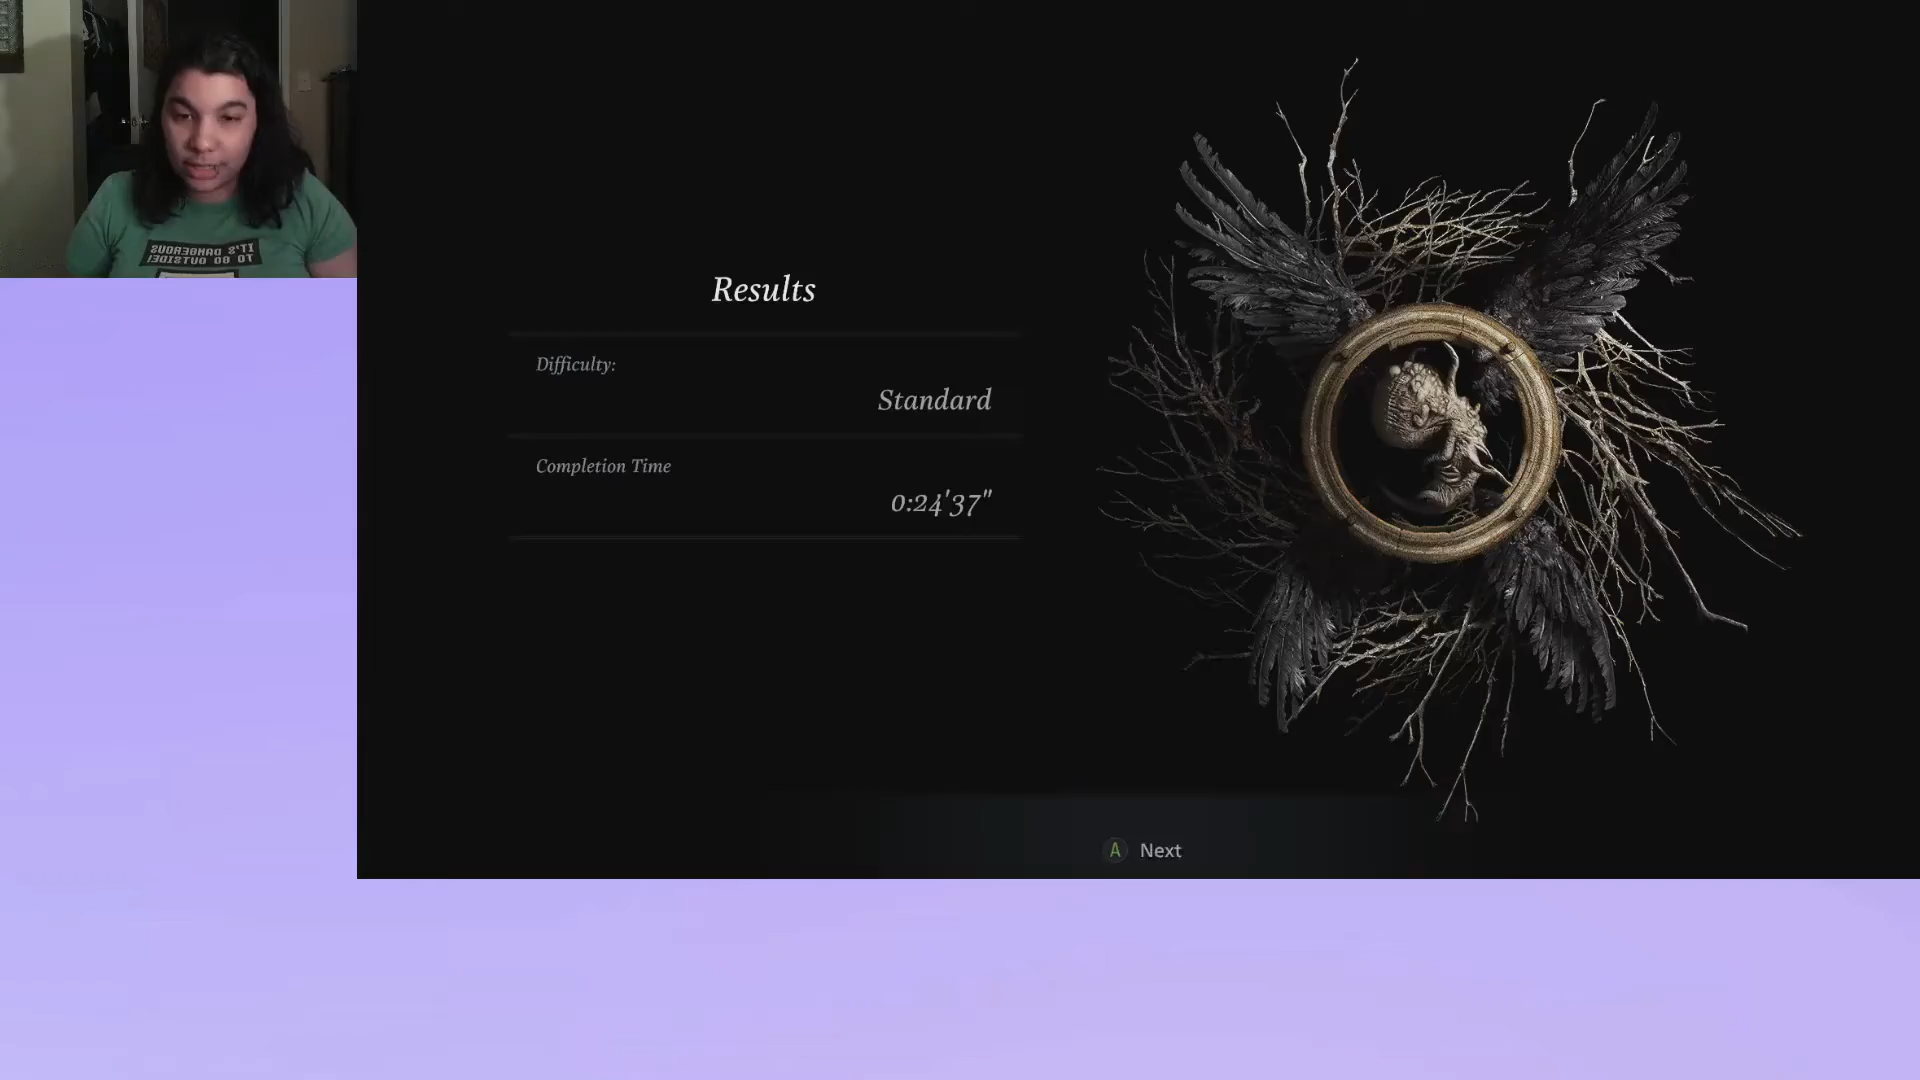 IT'S DANGEROUS
TO GO OUTSIDE!
Results
Difficulty:
Standard
Completion Time
0:24'37"
A Next